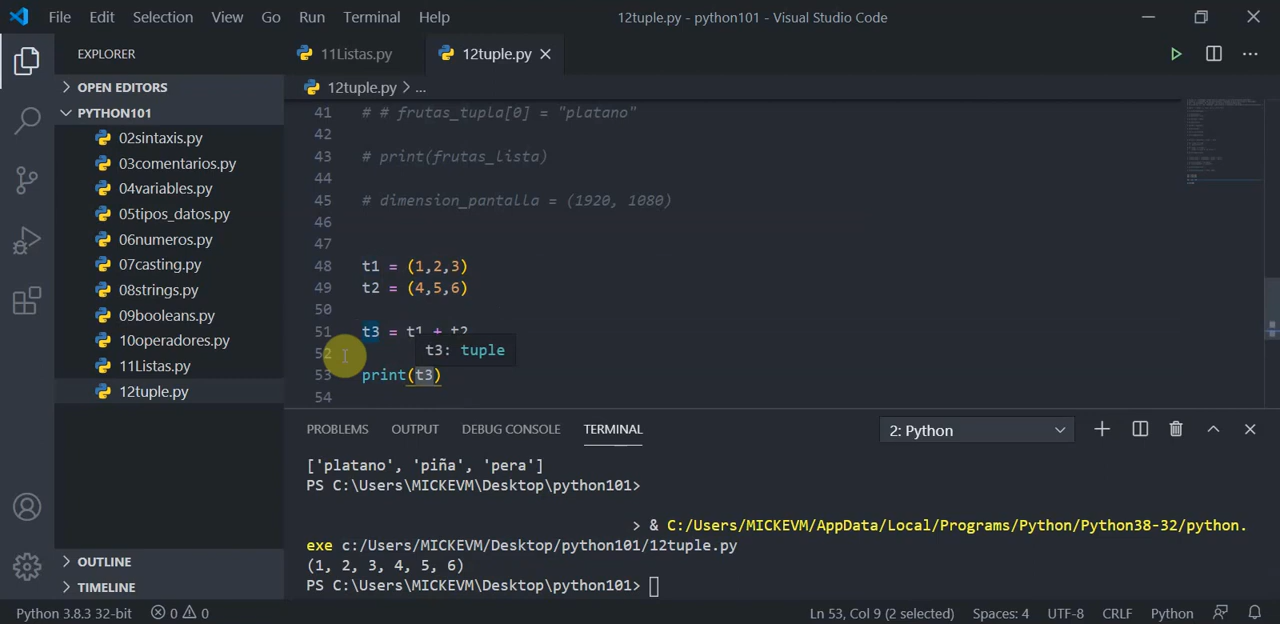 File Edit Selection View Go Run Terminal Help 12tuple.py - python101 - Visual Studio Code
EXPLORER
OPEN EDITORS
PYTHON101
02sintaxis.py
03comentarios.py
04variables.py
05tipos_datos.py
06numeros.py
07casting.py
08strings.py
09booleans.py
10operadores.py
11Listas.py
12tuple.py
OUTLINE
TIMELINE
11Listas.py 12tuple.py
12tuple.py > ...
41 # # frutas_tupla[0] = "platano"
42
43 # print(frutas_lista)
44
45 # dimension_pantalla = (1920, 1080)
46
47
48 t1 = (1,2,3)
49 t2 = (4,5,6)
50
51 t3 = t1 + t2
52 t3: tuple
53 print(t3)
54
PROBLEMS OUTPUT DEBUG CONSOLE TERMINAL 2: Python
['platano', 'piña', 'pera']
PS C:\Users\MICKEVM\Desktop\python101>
> & C:/Users/MICKEVM/AppData/Local/Programs/Python/Python38-32/python.
exe c:/Users/MICKEVM/Desktop/python101/12tuple.py
(1, 2, 3, 4, 5, 6)
PS C:\Users\MICKEVM\Desktop\python101>
Python 3.8.3 32-bit 0 0 Ln 53, Col 9 (2 selected) Spaces: 4 UTF-8 CRLF Python